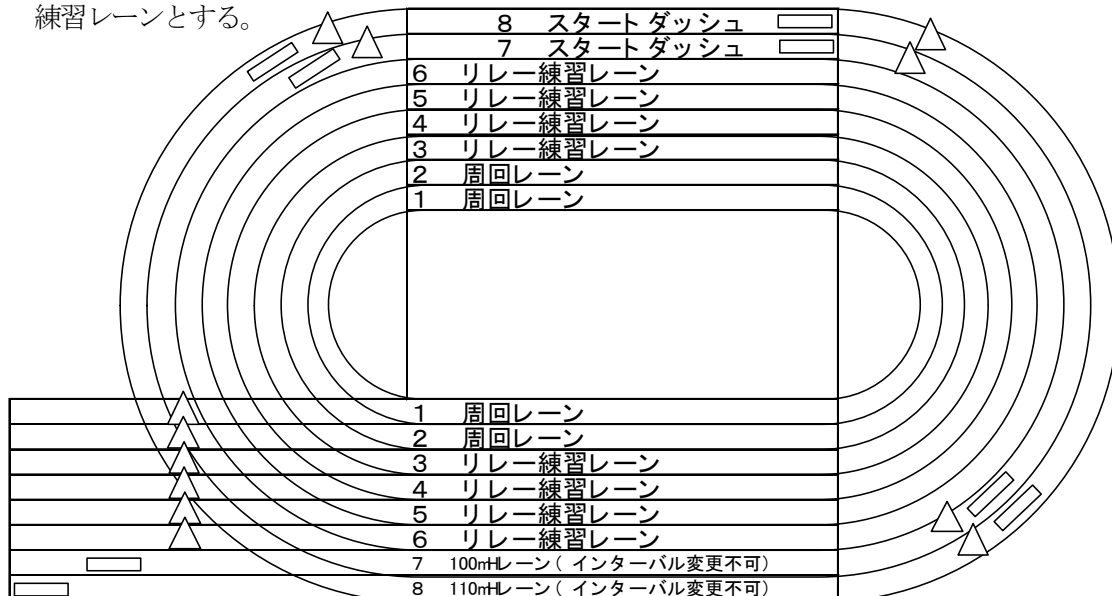 練習レーンとする。
8 スタートダッシュ
7 スタートダッシュ
6 リレー練習レーン
5 リレー練習レーン
4 リレー練習レーン
3 リレー練習レーン
2 周回レーン
1 周回レーン
1 周回レーン
2 周回レーン
3 リレー練習レーン
4 リレー練習レーン
5 リレー練習レーン
6 リレー練習レーン
7 100mHレーン(インターバル変更不可)
8 110mHレーン(インターバル変更不可)